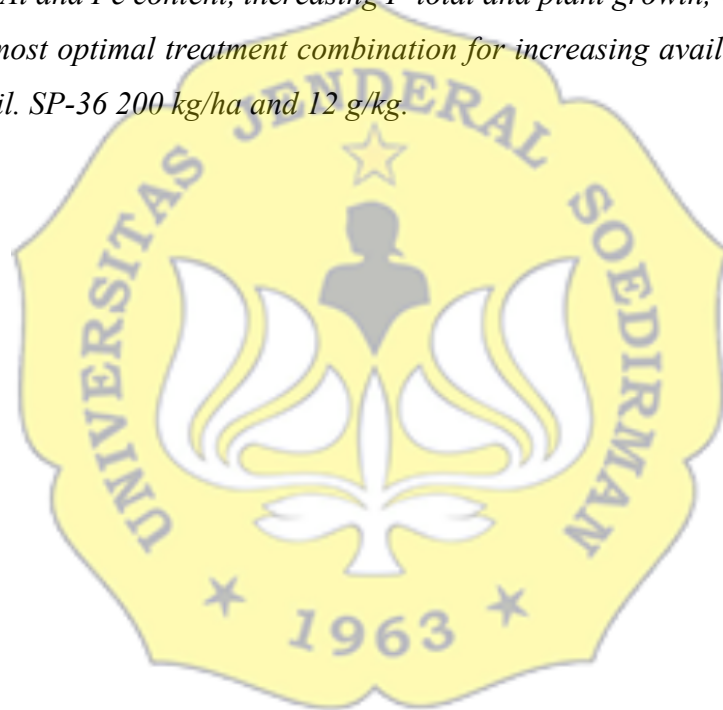 Al and Fe content, increasing P-total and plant growth,
most optimal treatment combination for increasing avail
il. SP-36 200 kg/ha and 12 g/kg.
UNIVERSITAS JENDERAL SOEDIRMAN
1963